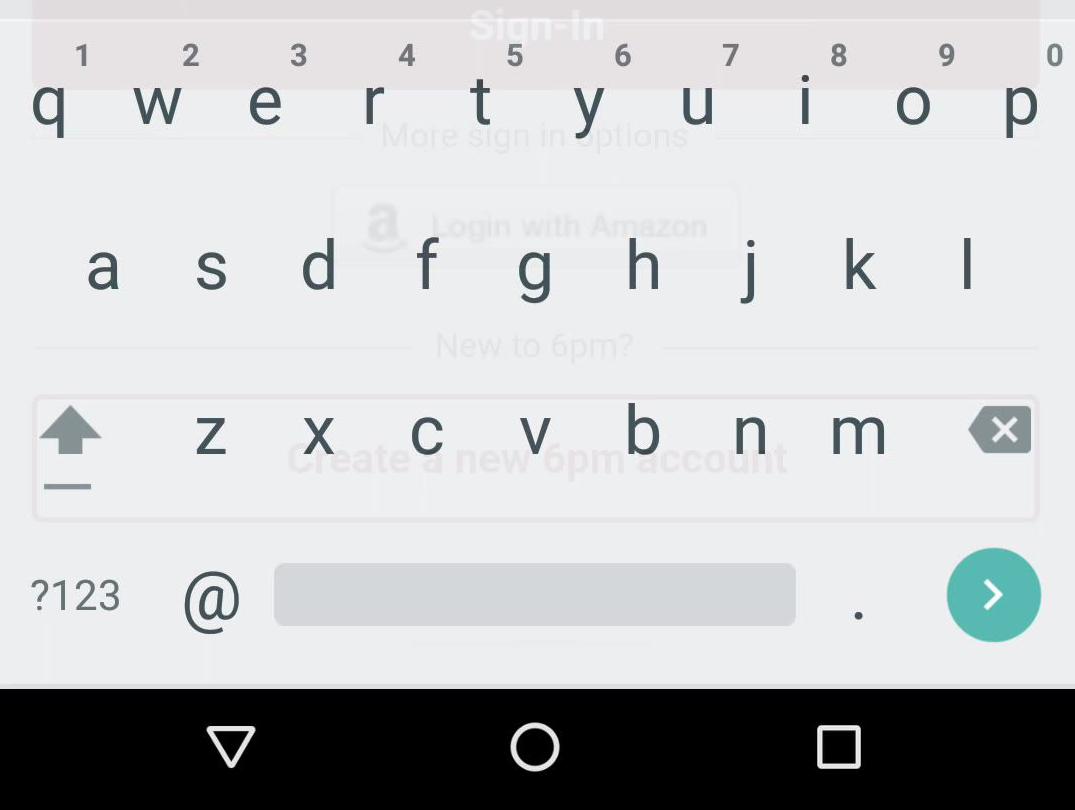 Sign-In
1 2 3 4 5 6 7 8 9 0
q w e r t y u i o p
More sign in options
a Login with Amazon
a s d f g h j k l
New to 6pm?
z x c v b n m
Create a new 6pm account
?123 @ .